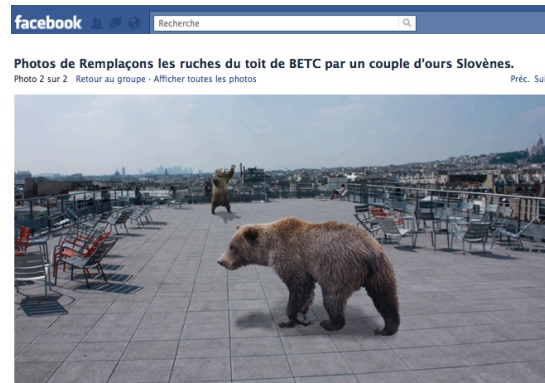 facebook
Recherche
Photos de Remplaçons les ruches du toit de BETC par un couple d'ours Slovènes.
Photo 2 sur 2 Retour au groupe · Afficher toutes les photos
Préc.